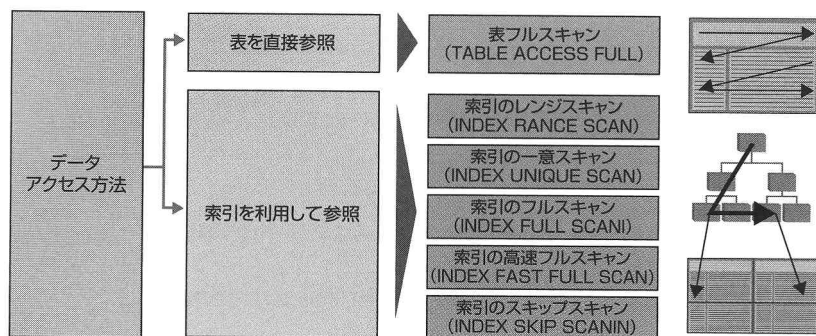 データ
アクセス方法
表を直接参照
索引を利用して参照
表フルスキャン
(TABLE ACCESS FULL)
索引のレンジスキャン
(INDEX RANCE SCAN)
索引の一意スキャン
(INDEX UNIQUE SCAN)
索引のフルスキャン
(INDEX FULL SCANI)
索引の高速フルスキャン
(INDEX FAST FULL SCAN)
索引のスキップスキャン
(INDEX SKIP SCANIN)